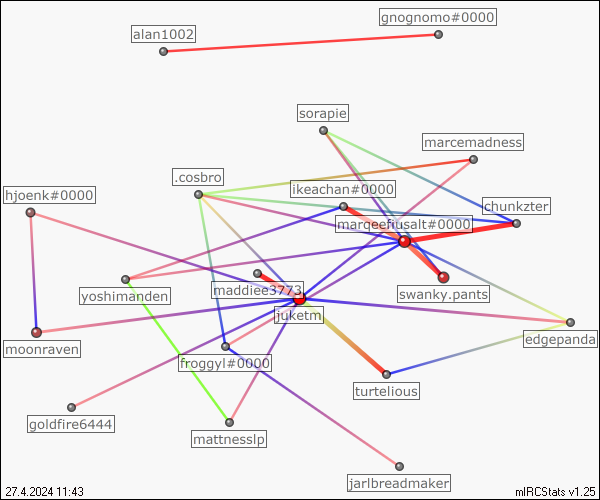 gnognomo#0000
alan1002
sorapie
marcemadness
.cosbro
ikeachan#0000
hjoenk#0000
chunkzter
marqeefiusalt#0000
maddiee3773
yoshimanden
swanky.pants
juketm
edgepanda
moonraven
froggyl#0000
turtelious
goldfire6444
mattnesslp
jarlbreadmaker
27.4.2024 11:43
mIRCStats v1.25